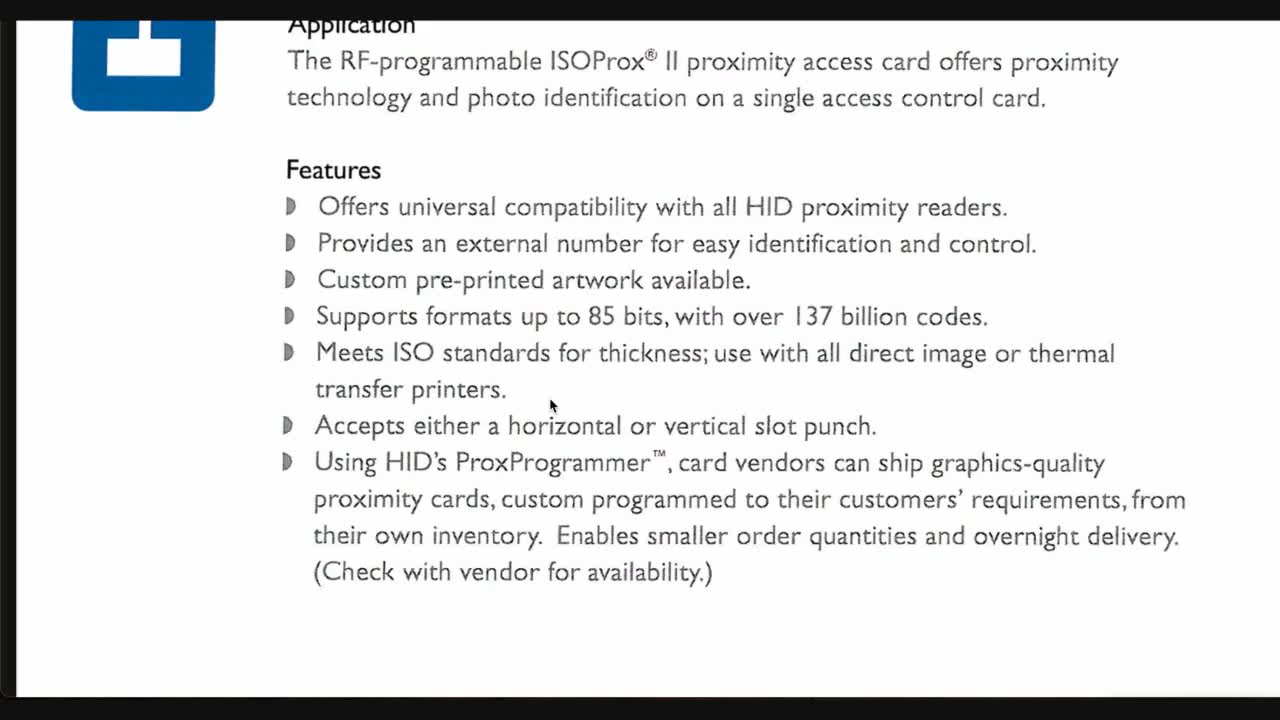 Application
The RF-programmable ISOProx® II proximity access card offers proximity
technology and photo identification on a single access control card.
Features
Offers universal compatibility with all HID proximity readers.
Provides an external number for easy identification and control.
Custom pre-printed artwork available.
Supports formats up to 85 bits, with over 137 billion codes.
Meets ISO standards for thickness; use with all direct image or thermal
transfer printers.
Accepts either a horizontal or vertical slot punch.
Using HID's ProxProgrammer™, card vendors can ship graphics-quality
proximity cards, custom programmed to their customers' requirements, from
their own inventory. Enables smaller order quantities and overnight delivery.
(Check with vendor for availability.)